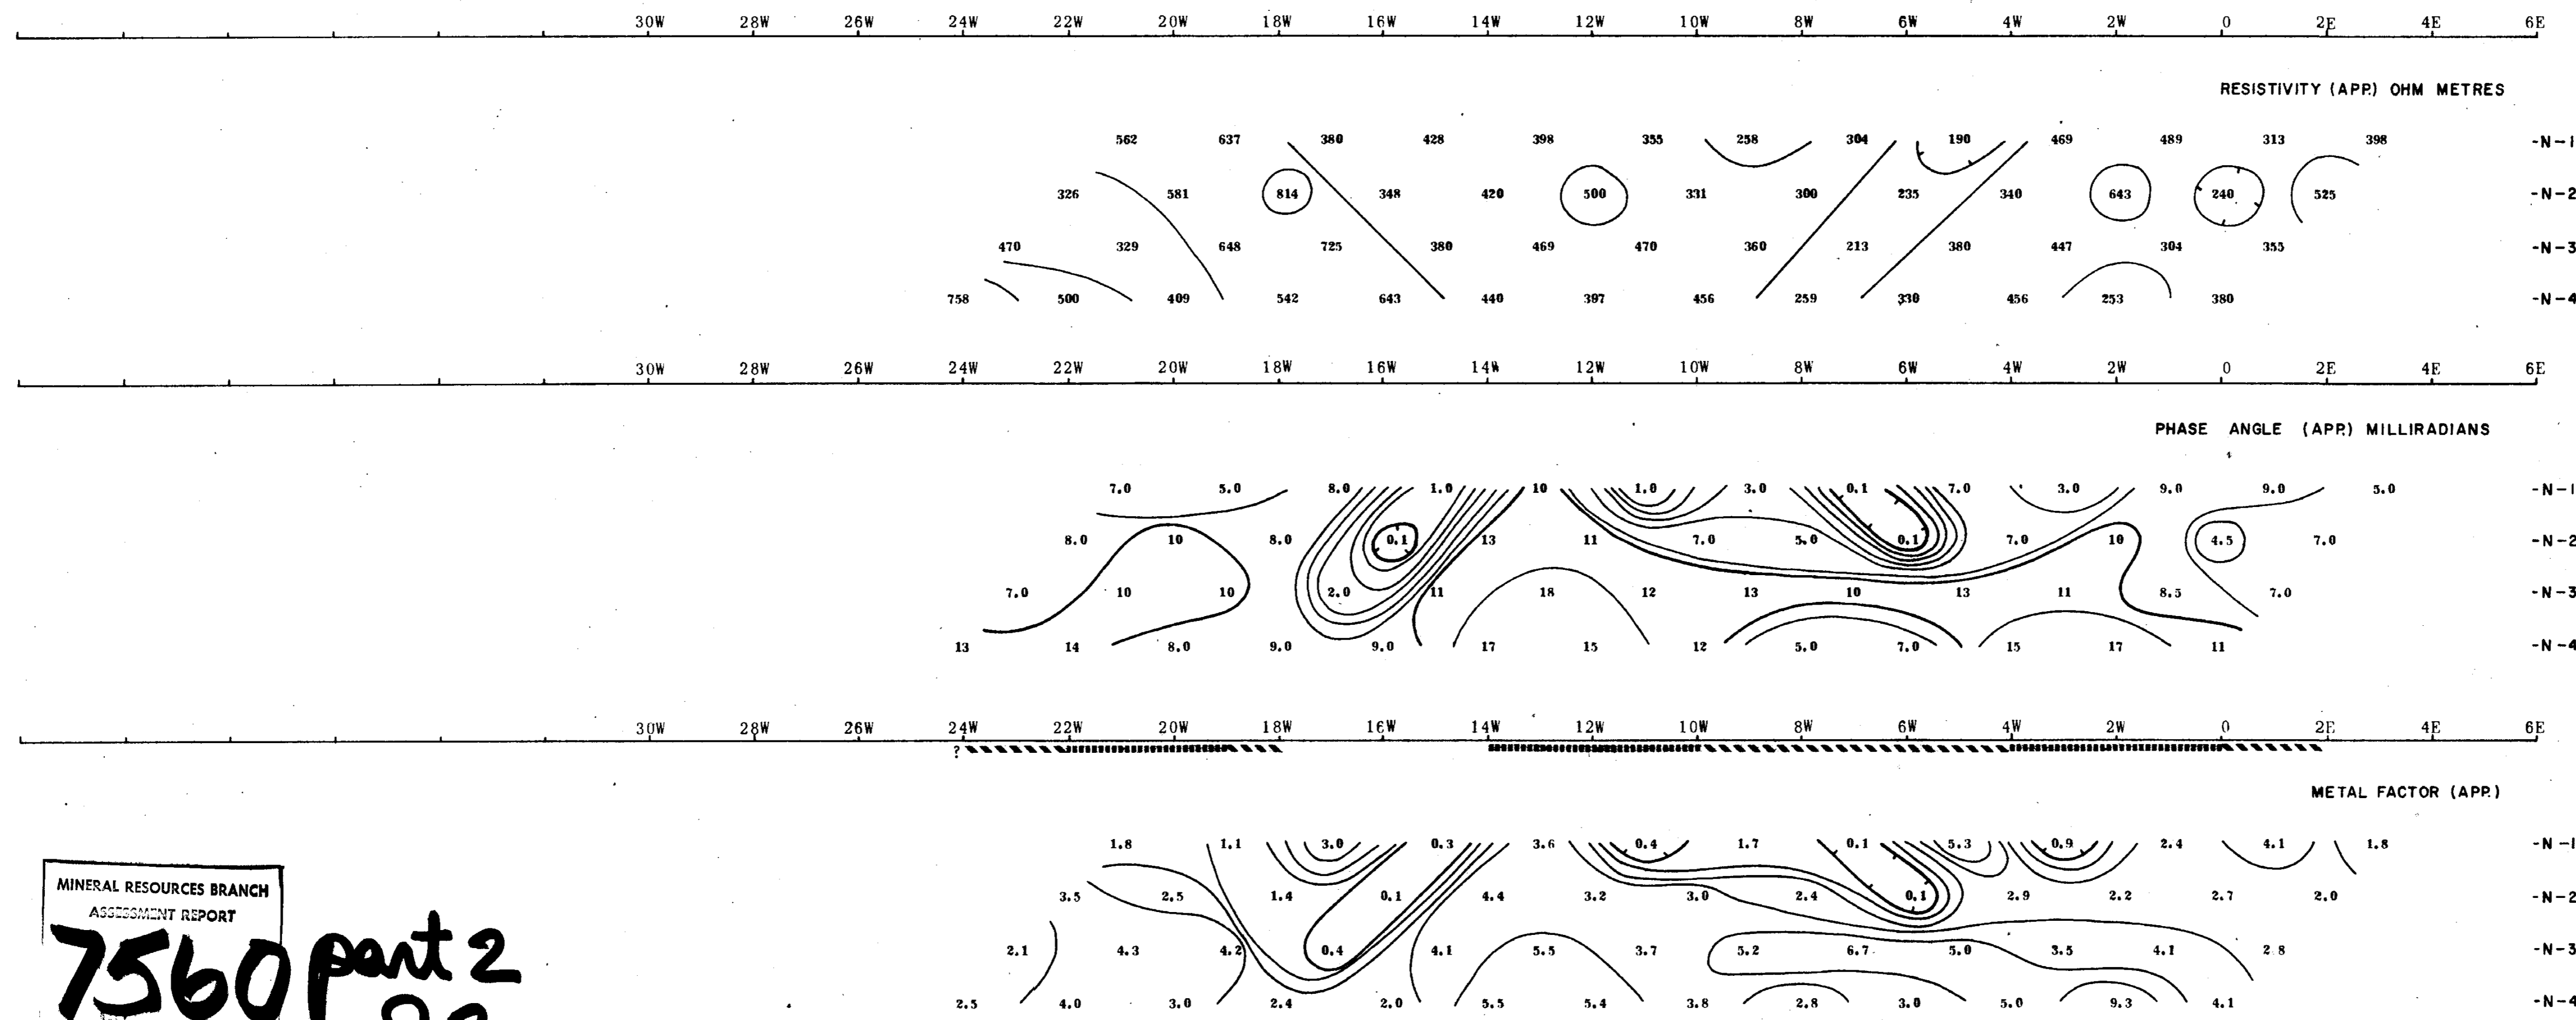 30W 28W 26W 24W 22W 20W 18W 16W 14W 12W 10W 8W 6W 4W 2W 0 2E 4E 6E
RESISTIVITY (APP.) OHM METRES
562 637 380 428 398 355 258 304 190 469 489 313 398 -N-1
326 581 814 348 420 500 331 300 235 340 643 240 525 -N-2
470 329 648 725 380 469 470 360 213 380 447 304 355 -N-3
758 500 409 542 643 440 397 456 259 330 456 253 380 -N-4
30W 28W 26W 24W 22W 20W 18W 16W 14W 12W 10W 8W 6W 4W 2W 0 2E 4E 6E
PHASE ANGLE (APP.) MILLIRADIANS
7.0 5.0 8.0 1.0 10 1.0 3.0 0.1 7.0 3.0 9.0 9.0 5.0 -N-1
8.0 10 8.0 0.1 13 11 7.0 5.0 0.1 7.0 10 4.5 7.0 -N-2
7.0 10 10 2.0 11 18 12 13 10 13 11 8.5 7.0 -N-3
13 14 8.0 9.0 9.0 17 15 12 5.0 7.0 15 17 11 -N-4
30W 28W 26W 24W 22W 20W 18W 16W 14W 12W 10W 8W 6W 4W 2W 0 2E 4E 6E
?
METAL FACTOR (APP.)
1.8 1.1 3.0 0.3 3.6 0.4 1.7 0.1 5.3 0.9 2.4 4.1 1.8 -N-1
3.5 2.5 1.4 0.1 4.4 3.2 3.0 2.4 0.1 2.9 2.2 2.7 2.0 -N-2
2.1 4.3 4.2 0.4 4.1 5.5 3.7 5.2 6.7 5.0 3.5 4.1 2.8 -N-3
2.5 4.0 3.0 2.4 2.0 5.5 5.4 3.8 2.8 3.0 5.0 9.3 4.1 -N-4
MINERAL RESOURCES BRANCH
ASSESSMENT REPORT
7560 part 2